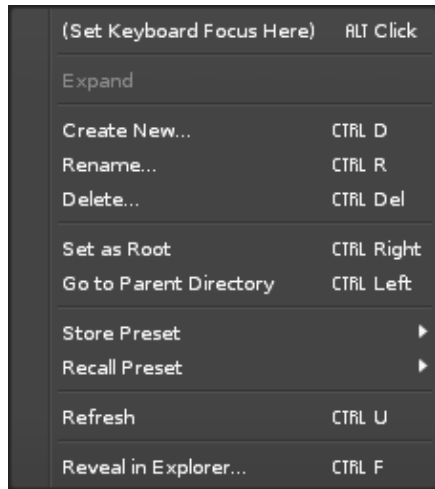 (Set Keyboard Focus Here) ALT Click
Expand
Create New... CTRL D
Rename... CTRL R
Delete... CTRL Del
Set as Root CTRL Right
Go to Parent Directory CTRL Left
Store Preset
Recall Preset
Refresh CTRL U
Reveal in Explorer... CTRL F